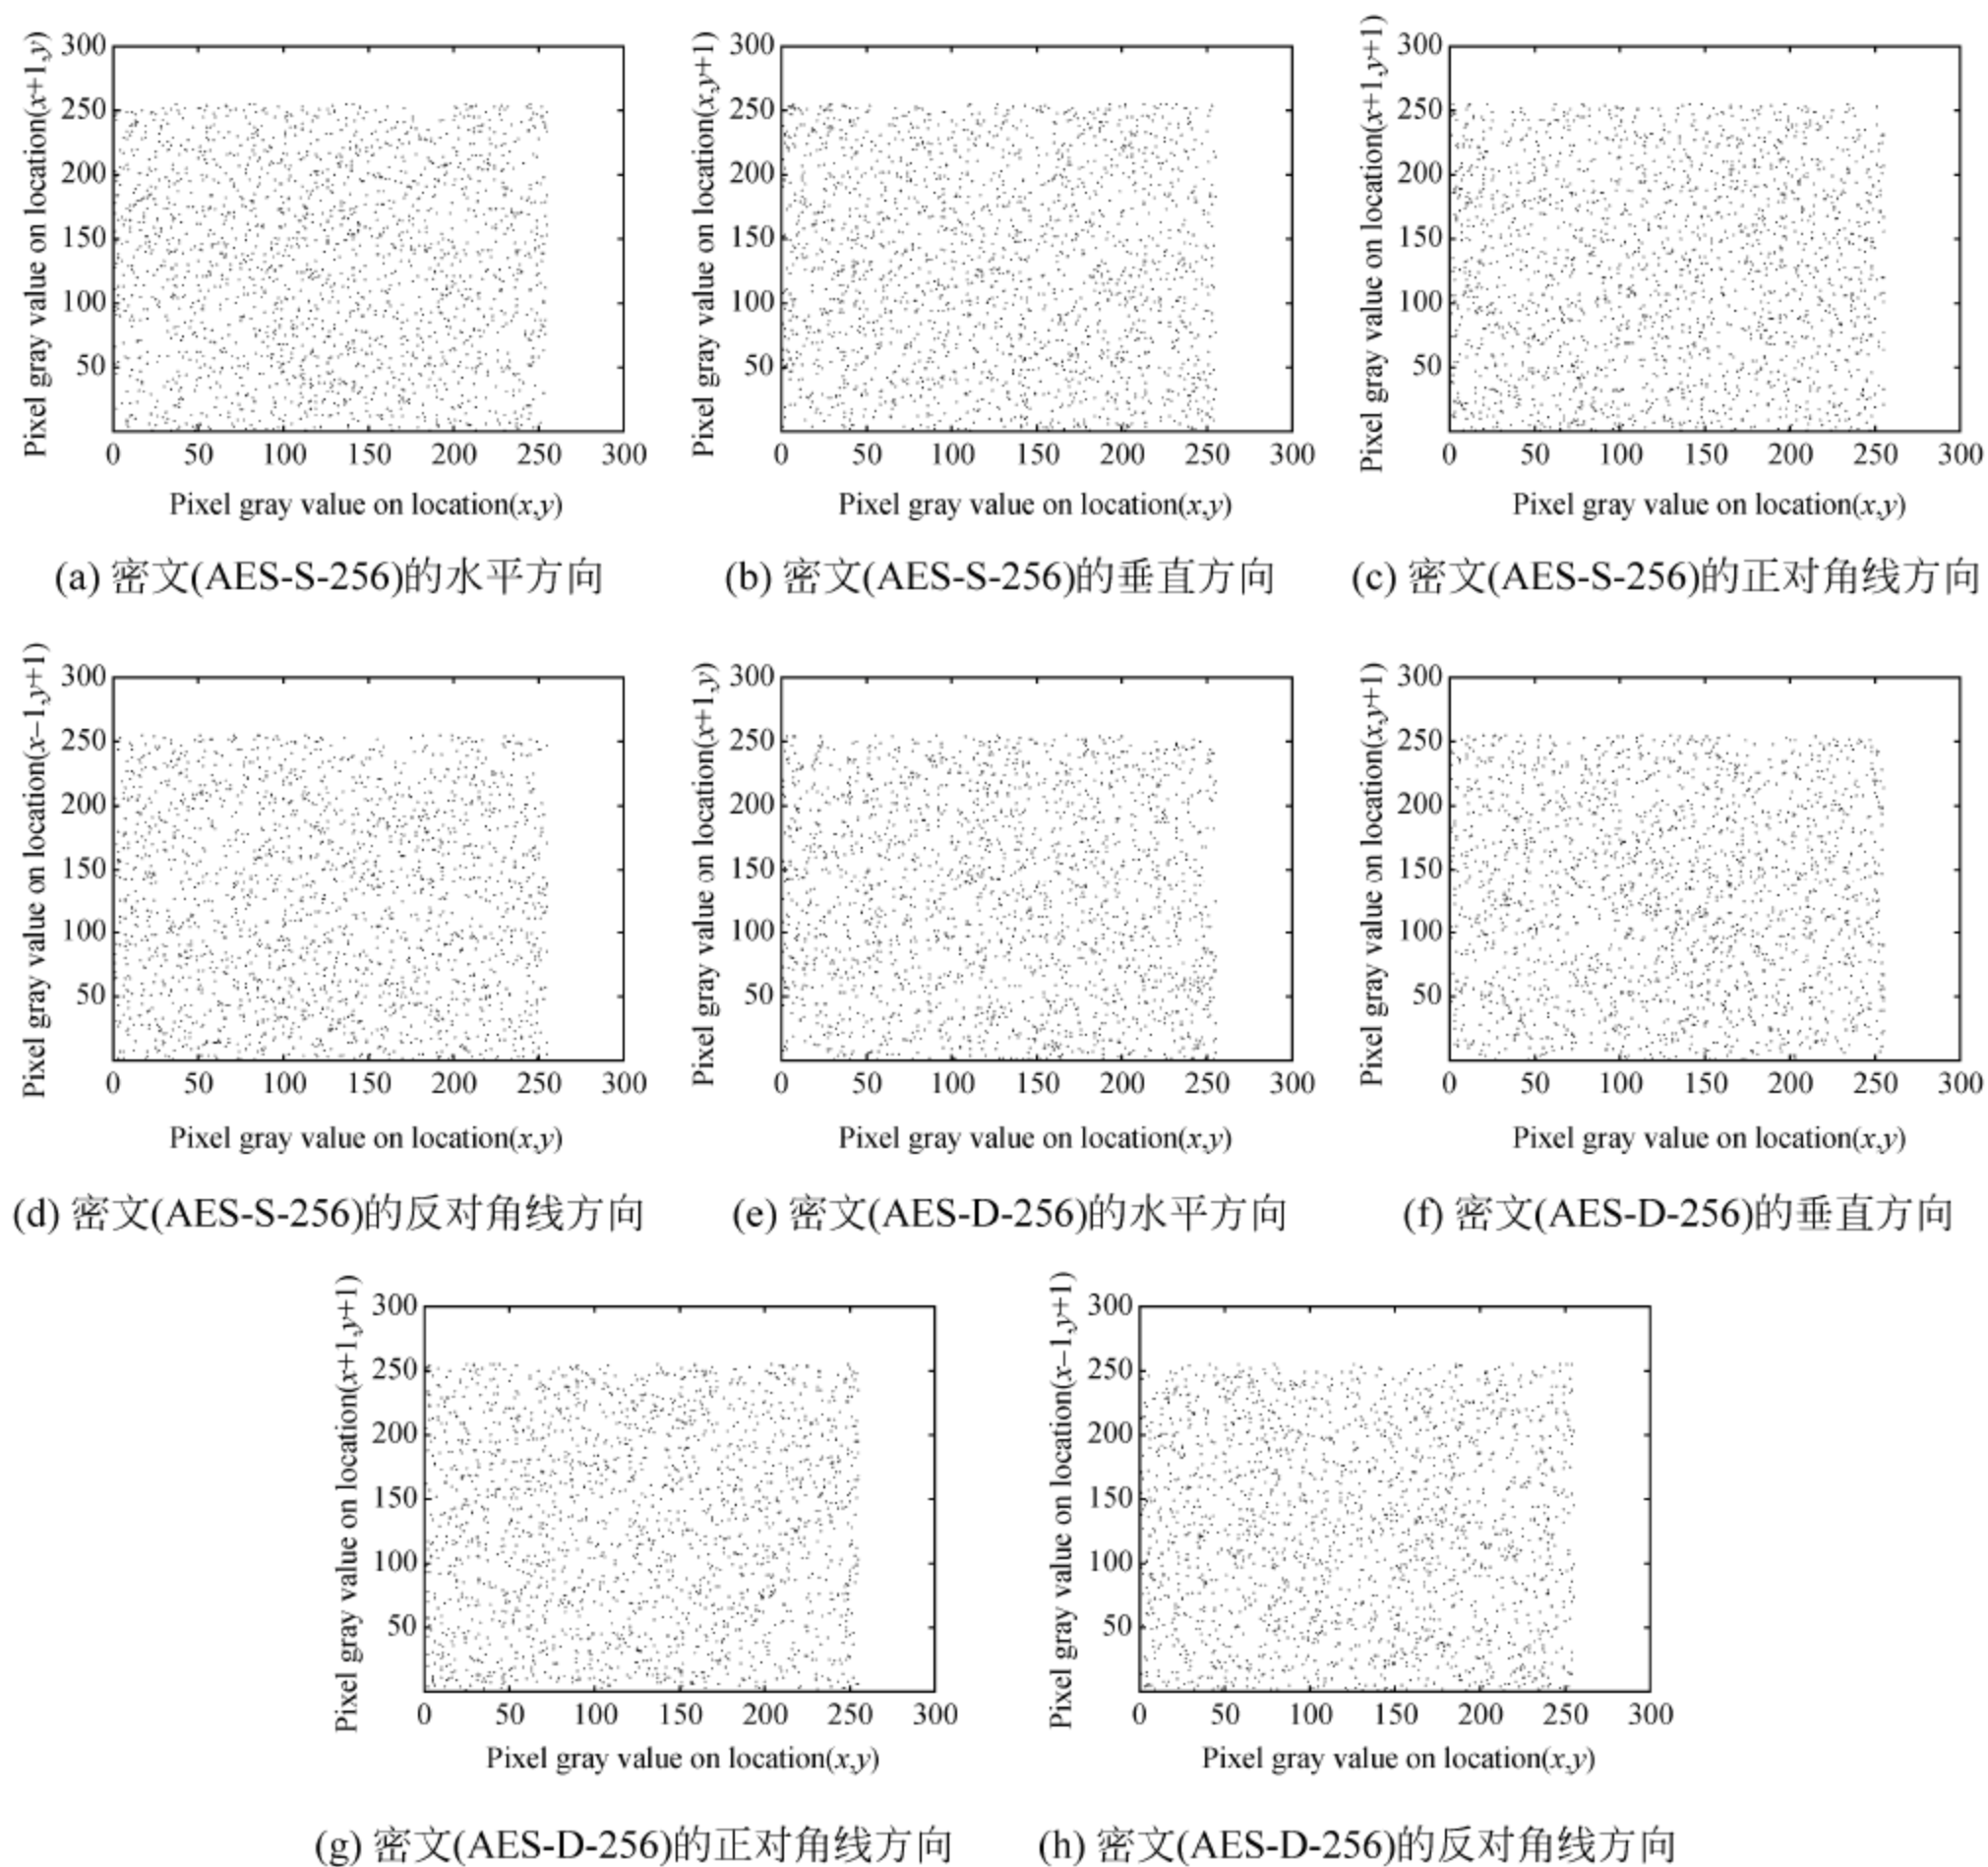 Pixel gray value on location(x+1,y)
300
250
200
150
100
50
0 50 100 150 200 250 300
Pixel gray value on location(x,y)
(a) 密文(AES-S-256)的水平方向
Pixel gray value on location(x,y+1)
300
250
200
150
100
50
0 50 100 150 200 250 300
Pixel gray value on location(x,y)
(b) 密文(AES-S-256)的垂直方向
Pixel gray value on location(x+1,y+1)
300
250
200
150
100
50
0 50 100 150 200 250 300
Pixel gray value on location(x,y)
(c) 密文(AES-S-256)的正对角线方向
Pixel gray value on location(x−1,y+1)
300
250
200
150
100
50
0 50 100 150 200 250 300
Pixel gray value on location(x,y)
(d) 密文(AES-S-256)的反对角线方向
Pixel gray value on location(x+1,y)
300
250
200
150
100
50
0 50 100 150 200 250 300
Pixel gray value on location(x,y)
(e) 密文(AES-D-256)的水平方向
Pixel gray value on location(x,y+1)
300
250
200
150
100
50
0 50 100 150 200 250 300
Pixel gray value on location(x,y)
(f) 密文(AES-D-256)的垂直方向
Pixel gray value on location(x+1,y+1)
300
250
200
150
100
50
0 50 100 150 200 250 300
Pixel gray value on location(x,y)
(g) 密文(AES-D-256)的正对角线方向
Pixel gray value on location(x−1,y+1)
300
250
200
150
100
50
0 50 100 150 200 250 300
Pixel gray value on location(x,y)
(h) 密文(AES-D-256)的反对角线方向